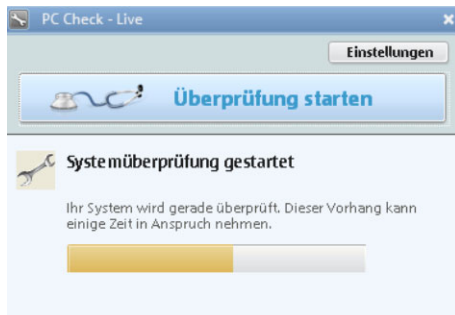 PC Check - Live
Einstellungen
Überprüfung starten
Systemüberprüfung gestartet
Ihr System wird gerade überprüft. Dieser Vorhang kann
einige Zeit in Anspruch nehmen.